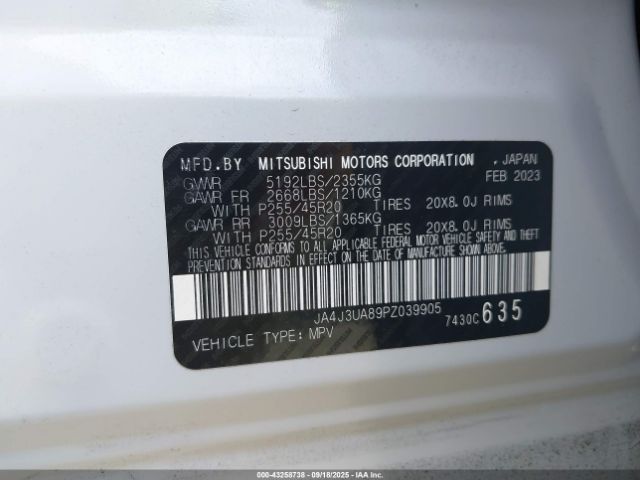 MFD.BY MITSUBISHI MOTORS CORPORATION , JAPAN
GVWR 5192LBS/2355KG FEB 2023
GAWR FR 2668LBS/1210KG
WITH P255/45R20 TIRES 20X8.0J RIMS
GAWR RR 3009LBS/1365KG
WITH P255/45R20 TIRES 20X8.0J RIMS
THIS VEHICLE CONFORMS TO ALL APPLICABLE FEDERAL MOTOR VEHICLE SAFETY AND THEFT
PREVENTION STANDARDS IN EFFECT ON THE DATE OF MANUFACTURE SHOWN ABOVE.
JA4J3UA89PZ039905 7430C 635
VEHICLE TYPE: MPV
000-43258738 - 09/18/2025 - IAAI.COM